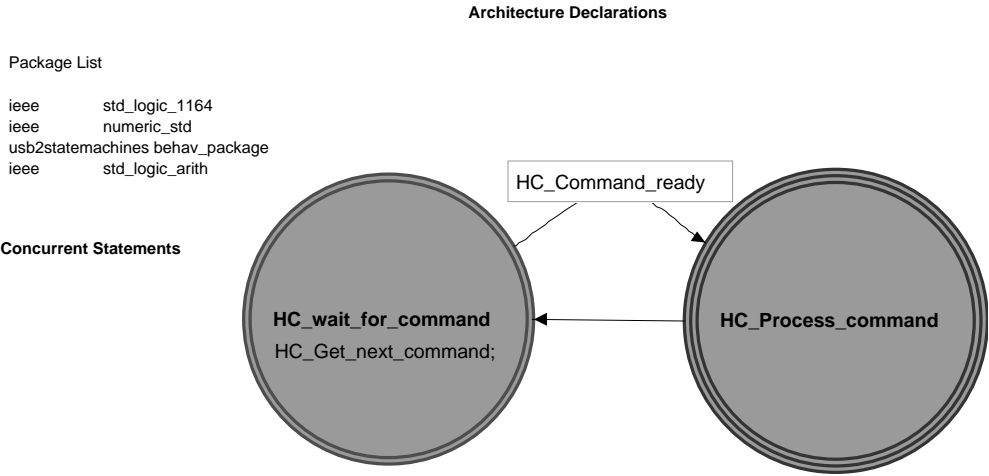 Architecture Declarations
Package List
ieee std_logic_1164
ieee numeric_std
usb2statemachines behav_package
ieee std_logic_arith
HC_Command_ready
Concurrent Statements
HC_wait_for_command
HC_Get_next_command;
HC_Process_command